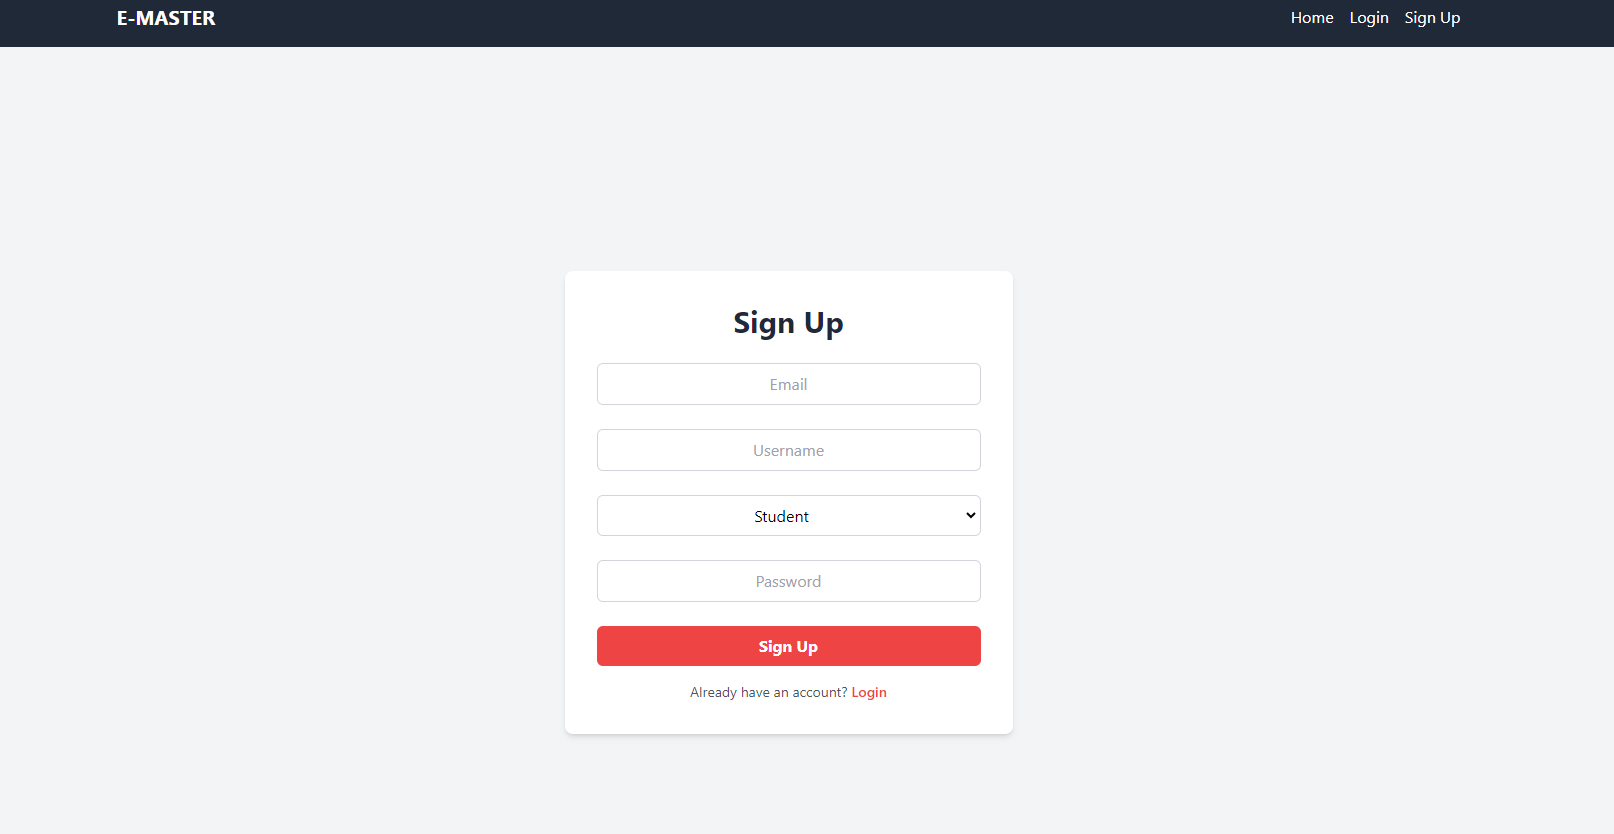 E-MASTER
Home Login Sign Up
Sign Up
Email
Username
Student
Password
Sign Up
Already have an account? Login